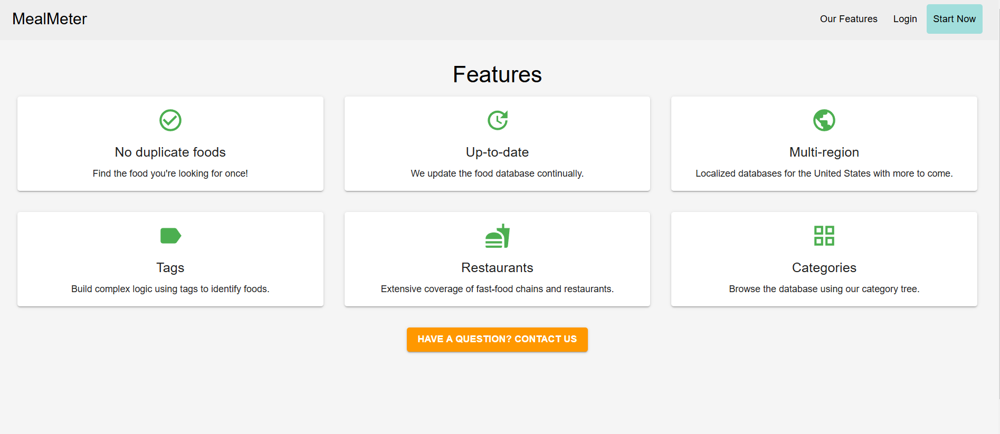 MealMeter
Our Features
Login
Start Now
Features
No duplicate foods
Find the food you're looking for once!
Up-to-date
We update the food database continually.
Multi-region
Localized databases for the United States with more to come.
Tags
Build complex logic using tags to identify foods.
Restaurants
Extensive coverage of fast-food chains and restaurants.
Categories
Browse the database using our category tree.
HAVE A QUESTION? CONTACT US